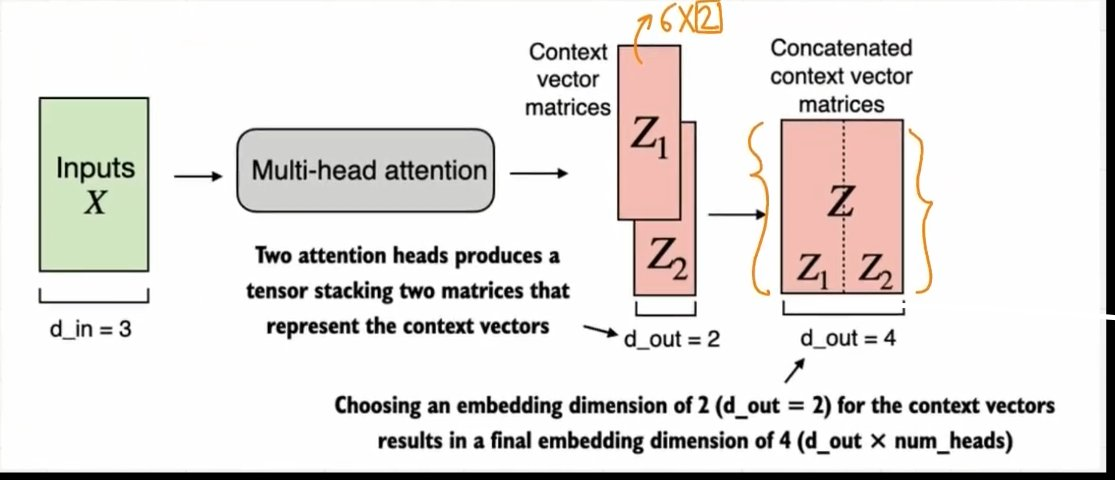 6X2
Context
vector
matrices
Concatenated
context vector
matrices
Inputs
X
Multi-head attention
Z1
Z2
Z
Z1 Z2
Two attention heads produces a
tensor stacking two matrices that
represent the context vectors
d_in = 3
d_out = 2
d_out = 4
Choosing an embedding dimension of 2 (d_out = 2) for the context vectors
results in a final embedding dimension of 4 (d_out × num_heads)